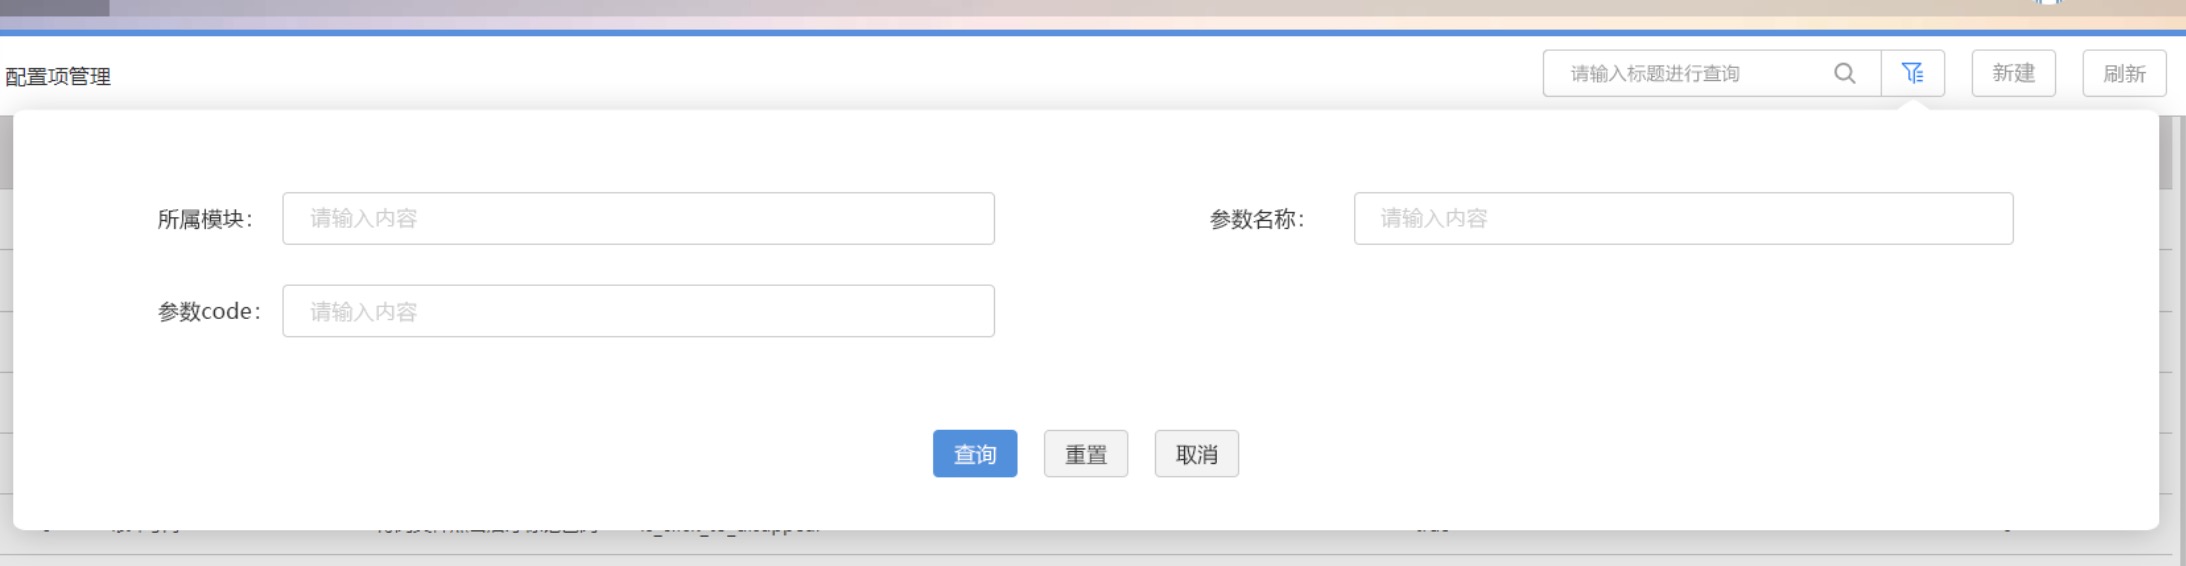 配置项管理
请输入标题进行查询
新建
刷新
所属模块：
请输入内容
参数名称：
请输入内容
参数code：
请输入内容
查询
重置
取消